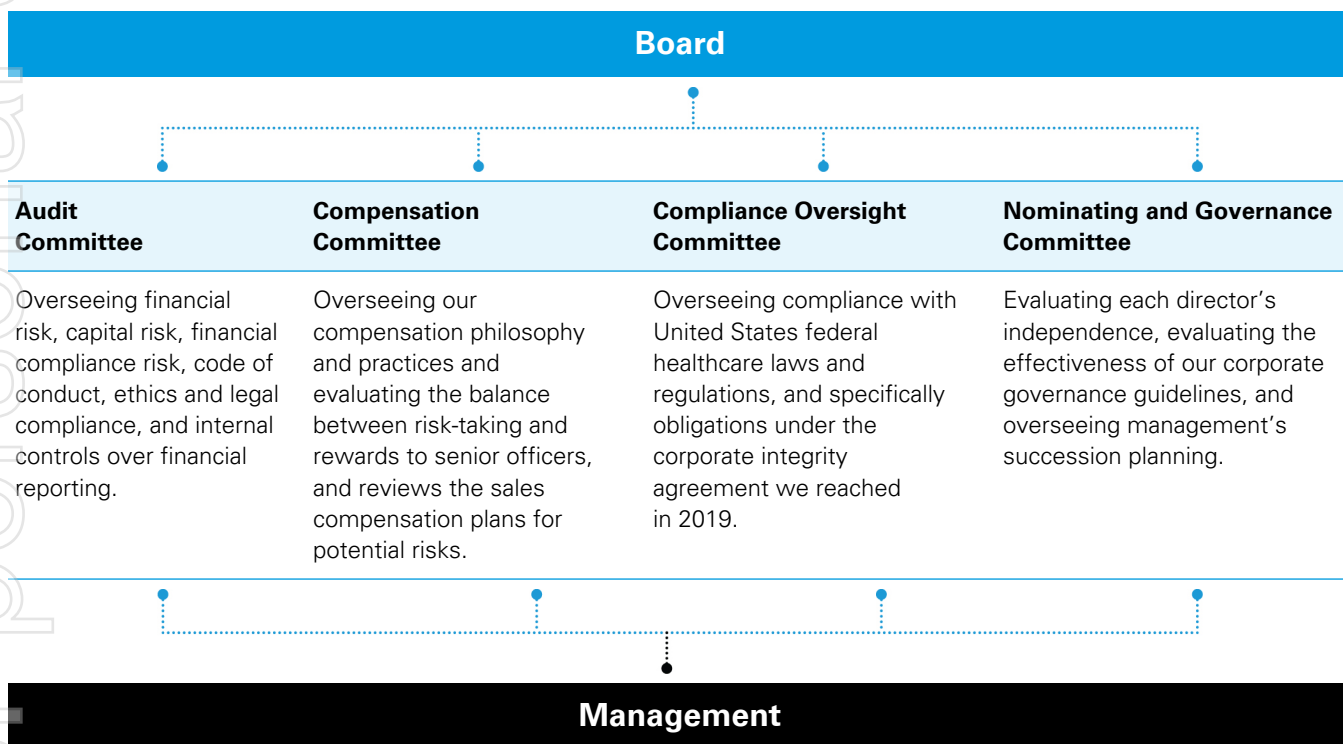 Board
Audit
Committee
Compensation
Committee
Compliance Oversight
Committee
Nominating and Governance
Committee
Overseeing financial
risk, capital risk, financial
compliance risk, code of
conduct, ethics and legal
compliance, and internal
controls over financial
reporting.
Overseeing our
compensation philosophy
and practices and
evaluating the balance
between risk-taking and
rewards to senior officers,
and reviews the sales
compensation plans for
potential risks.
Overseeing compliance with
United States federal
healthcare laws and
regulations, and specifically
obligations under the
corporate integrity
agreement we reached
in 2019.
Evaluating each director’s
independence, evaluating the
effectiveness of our corporate
governance guidelines, and
overseeing management’s
succession planning.
Management